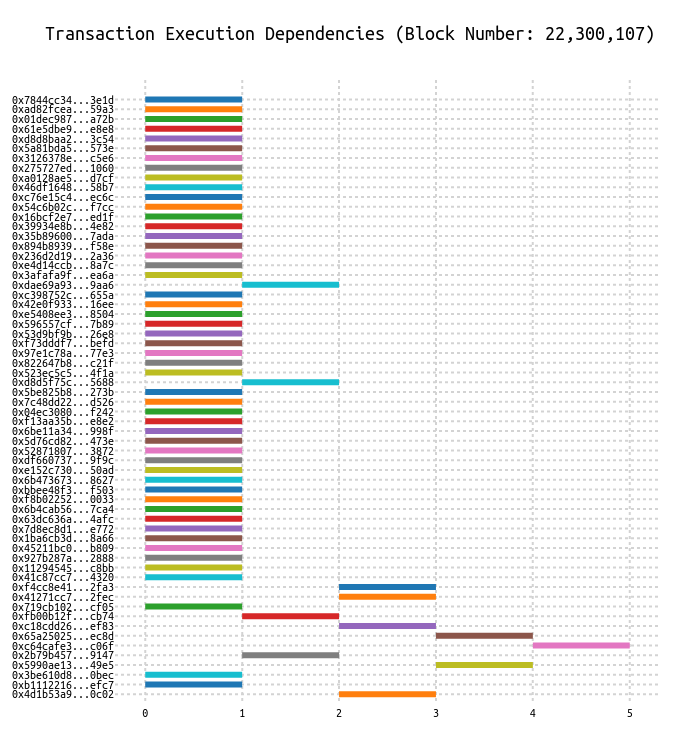 Transaction Execution Dependencies (Block Number: 22,300,107)
0x7844cc34...3e1d
0xad82fcea...59a3
0x01dec987...a72b
0x61e5dbe9...e8e8
0xd8d8baa2...3c54
0x5a81bda5...573e
0x3126378e...c5e6
0x275727ed...1060
0xa0128ae5...d7cf
0x46df1648...58b7
0xc76e15c4...ec6c
0x54c6b02c...f7cc
0x16bcf2e7...ed1f
0x39934e8b...4e82
0x35b89600...7ada
0x894b8939...f58e
0x236d2d19...2a36
0xe4d14ccb...8a7c
0x3afafa9f...ea6a
0xdae69a93...9aa6
0xc398752c...655a
0x42e0f933...16ee
0xe5408ee3...8504
0x596557cf...7b89
0x53d9bf9b...26e8
0xf73dddf7...befd
0x97e1c78a...77e3
0x822647b8...c21f
0x523ec5c5...4f1a
0xd8d5f75c...5688
0x5be825b8...273b
0x7c48dd22...d526
0x04ec3080...f242
0xf13aa35b...e8e2
0x6be11a34...998f
0x5d76cd82...473e
0x52871807...3872
0xdf660737...9f9c
0xe152c730...50ad
0x6b473673...8627
0xbbee48f3...f503
0xf8b02252...0033
0x6b4cab56...7ca4
0x63dc636a...4afc
0x7d8ec8d1...e772
0x1ba6cb3d...8a66
0x45211bc0...b809
0x927b287a...2888
0x11294545...c8bb
0x41c87cc7...4320
0xf4cc8e41...2fa3
0x41271cc7...2fec
0x719cb102...cf05
0xfb00b12f...cb74
0xc18cdd26...ef83
0x65a25025...ec8d
0xc64cafe3...c06f
0x2b79b457...9147
0x5990ae13...49e5
0x3be610d8...0bec
0xb1112216...efc7
0x4d1b53a9...0c02
0 1 2 3 4 5